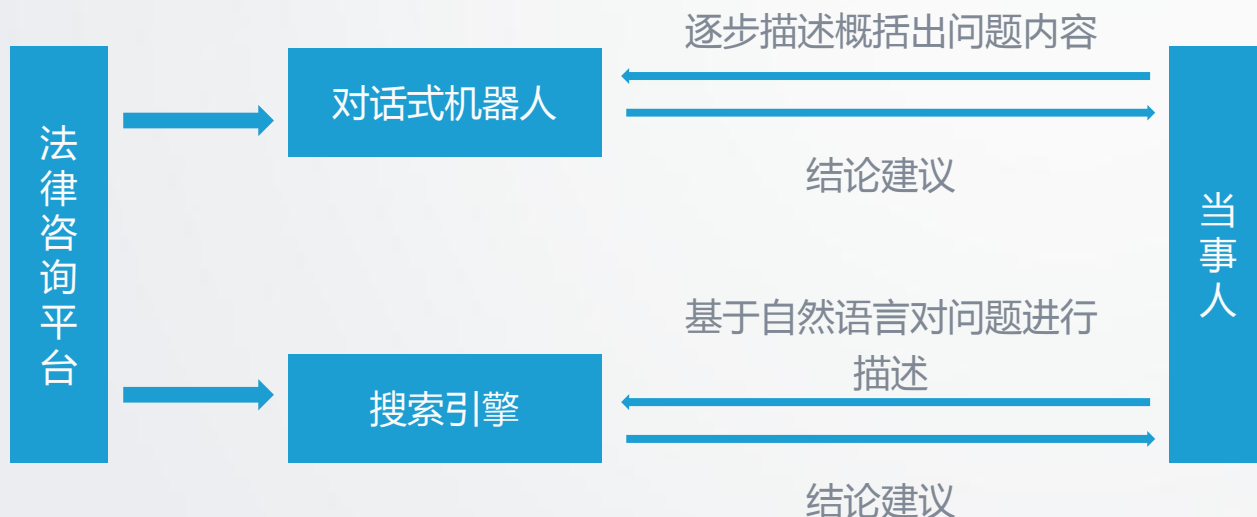 法律咨询平台
对话式机器人
逐步描述概括出问题内容
结论建议
搜索引擎
基于自然语言对问题进行
描述
结论建议
当事人